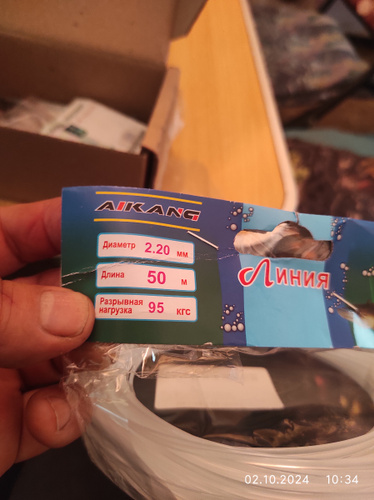 AIKANG
Диаметр 2.20 мм
Длина 50 м
Разрывная
нагрузка 95 кгс
Линия
02.10.2024 10:34